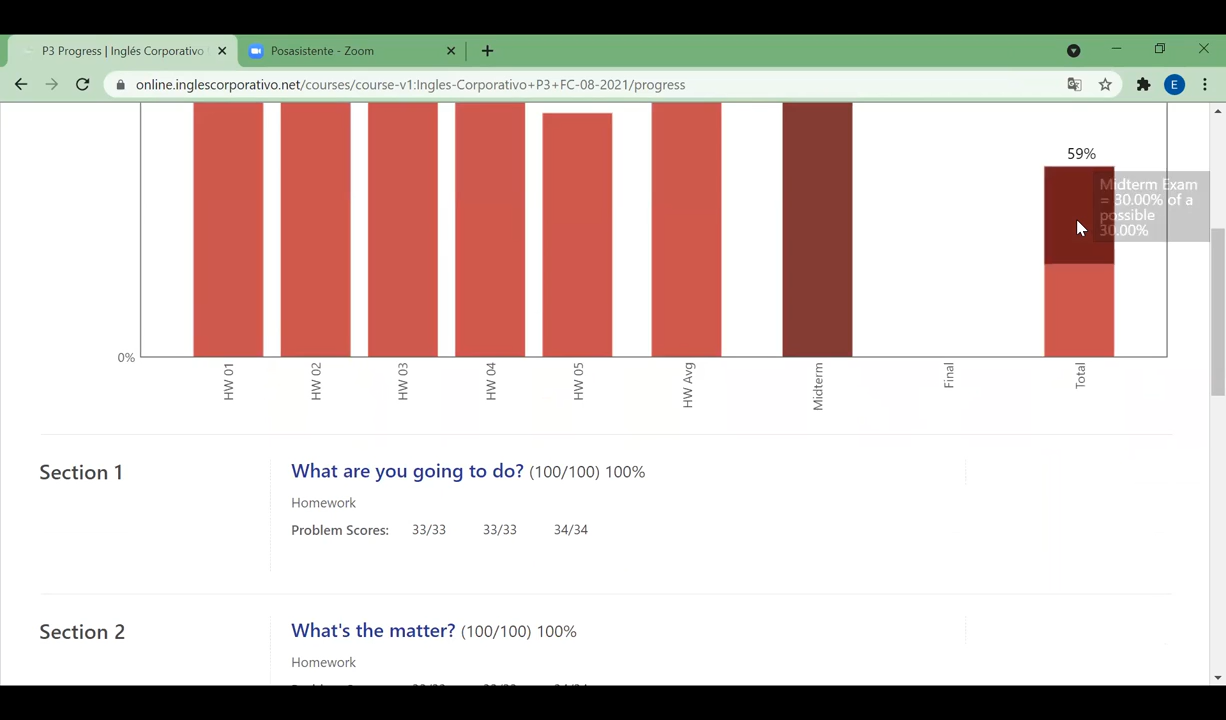 P3 Progress | Inglés Corporativo
Posasistente - Zoom
online.inglescorporativo.net/courses/course-v1:Ingles-Corporativo+P3+FC-08-2021/progress
E
59%
Midterm Exam
= 30.00% of a
possible
30.00%
0%
HW 01
HW 02
HW 03
HW 04
HW 05
HW Avg
Midterm
Final
Total
Section 1
What are you going to do? (100/100) 100%
Homework
Problem Scores: 33/33 33/33 34/34
Section 2
What's the matter? (100/100) 100%
Homework